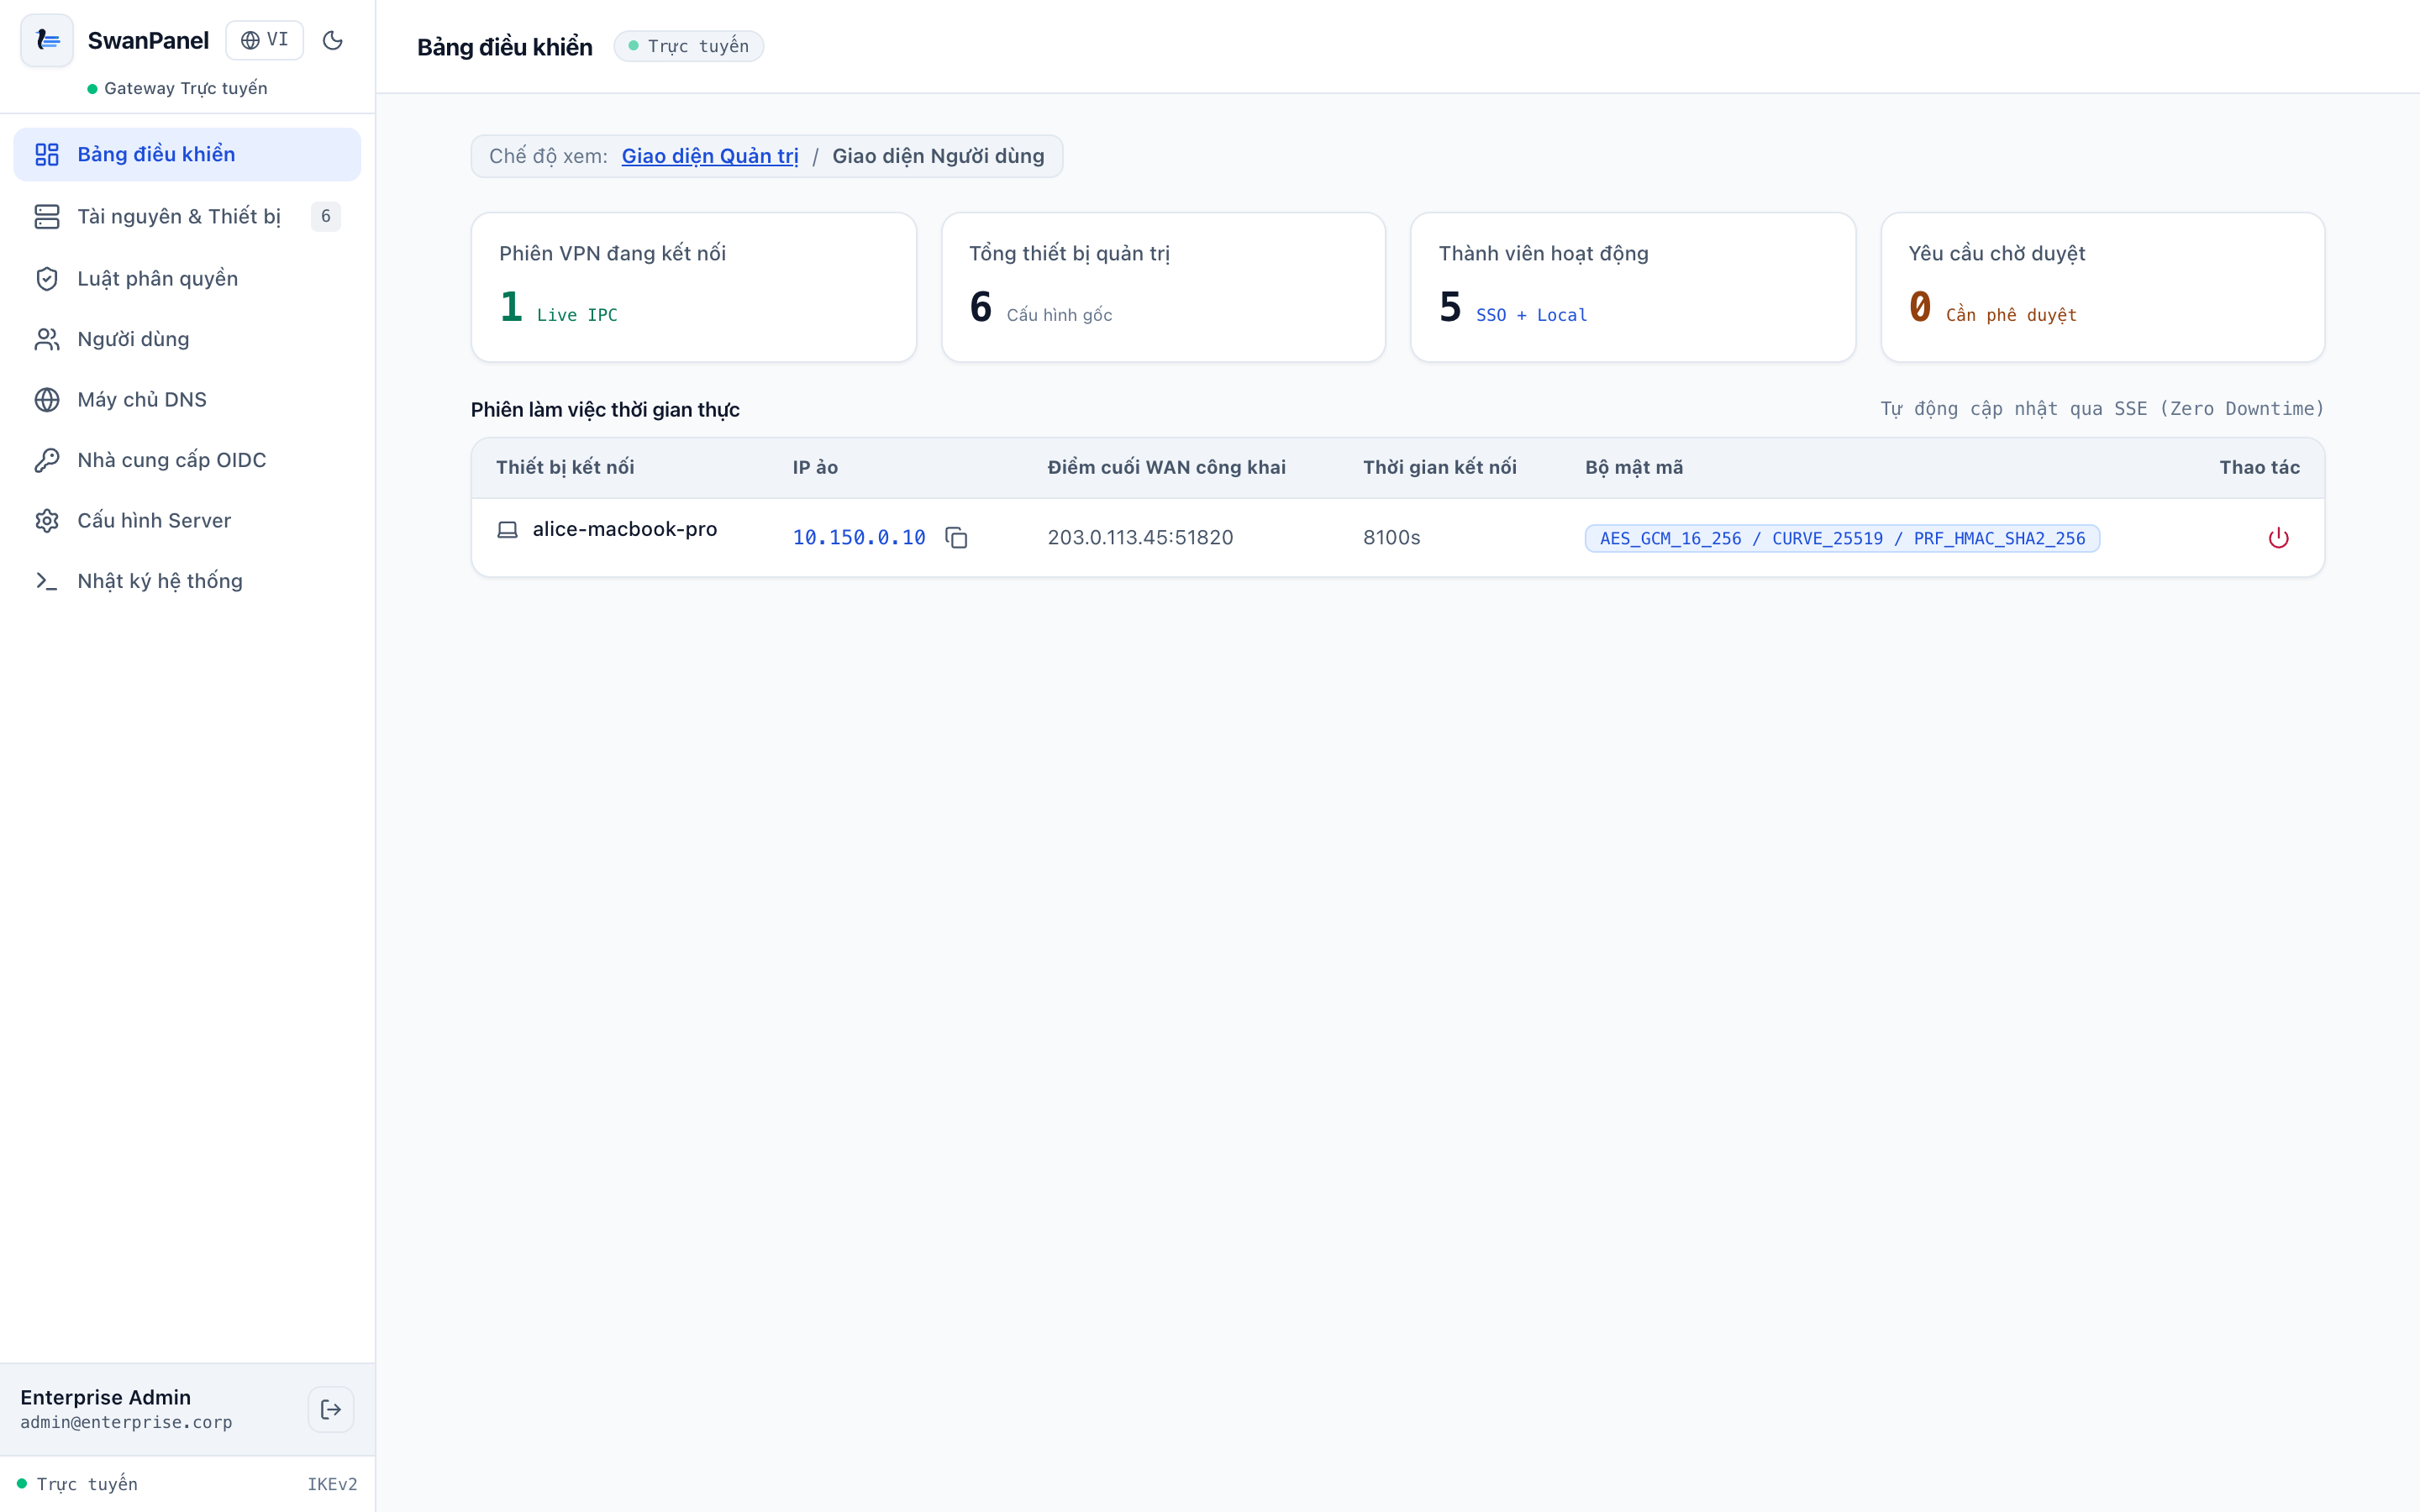 SwanPanel VI
Gateway Trực tuyến
Bảng điều khiển
Tài nguyên & Thiết bị 6
Luật phân quyền
Người dùng
Máy chủ DNS
Nhà cung cấp OIDC
Cấu hình Server
Nhật ký hệ thống
Enterprise Admin
admin@enterprise.corp
Trực tuyến IKEv2
Bảng điều khiển Trực tuyến
Chế độ xem: Giao diện Quản trị / Giao diện Người dùng
Phiên VPN đang kết nối
1 Live IPC
Tổng thiết bị quản trị
6 Cấu hình gốc
Thành viên hoạt động
5 SSO + Local
Yêu cầu chờ duyệt
0 Cần phê duyệt
Phiên làm việc thời gian thực
Tự động cập nhật qua SSE (Zero Downtime)
Thiết bị kết nối IP ảo Điểm cuối WAN công khai Thời gian kết nối Bộ mật mã Thao tác
alice-macbook-pro 10.150.0.10 203.0.113.45:51820 8100s AES_GCM_16_256 / CURVE_25519 / PRF_HMAC_SHA2_256